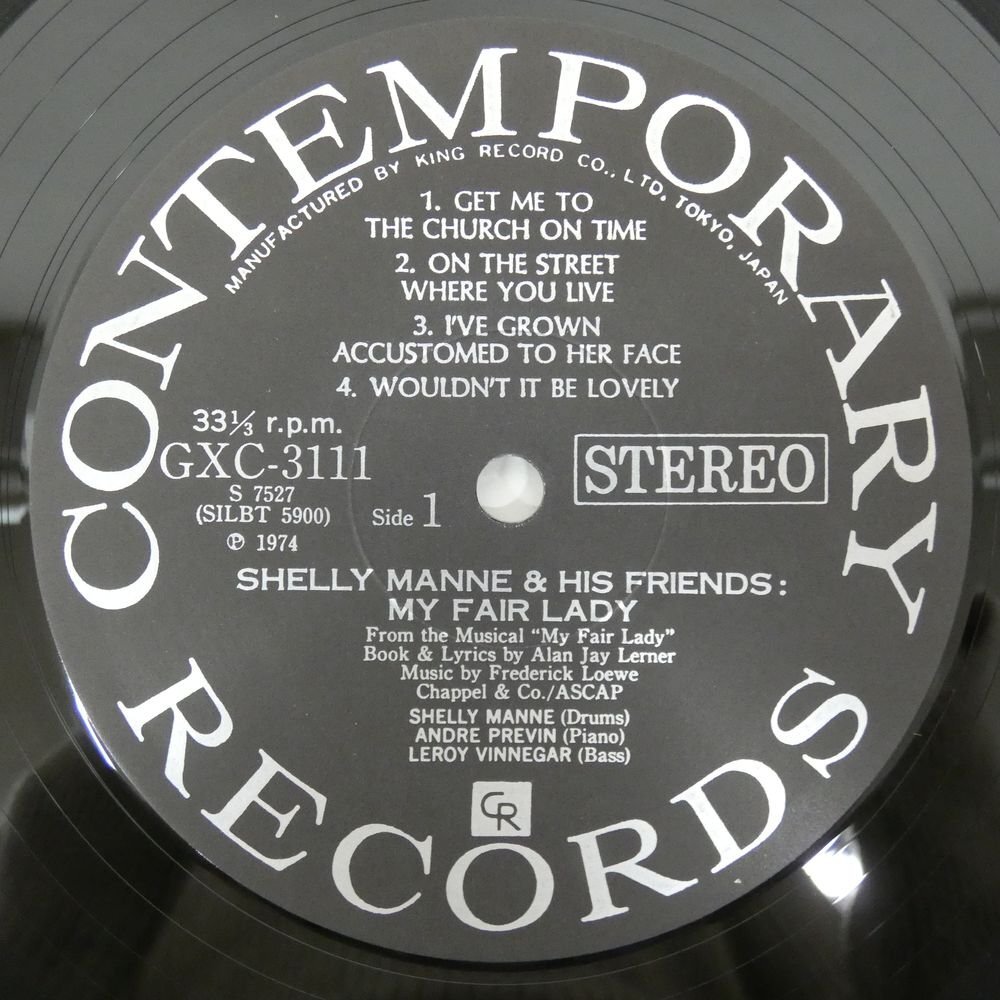 CONTEMPORARY
MANUFACTURED BY KING RECORD CO., LTD, TOKYO, JAPAN
1. GET ME TO
THE CHURCH ON TIME
2. ON THE STREET
WHERE YOU LIVE
3. I'VE GROWN
ACCUSTOMED TO HER FACE
4. WOULDN'T IT BE LOVELY
33⅓ r.p.m.
GXC-3111
S 7527
(SILBT 5900)
℗ 1974
Side 1
STEREO
SHELLY MANNE & HIS FRIENDS:
MY FAIR LADY
From the Musical "My Fair Lady"
Book & Lyrics by Alan Jay Lerner
Music by Frederick Loewe
Chappel & Co./ASCAP
SHELLY MANNE (Drums)
ANDRE PREVIN (Piano)
LEROY VINNEGAR (Bass)
CR
RECORDS